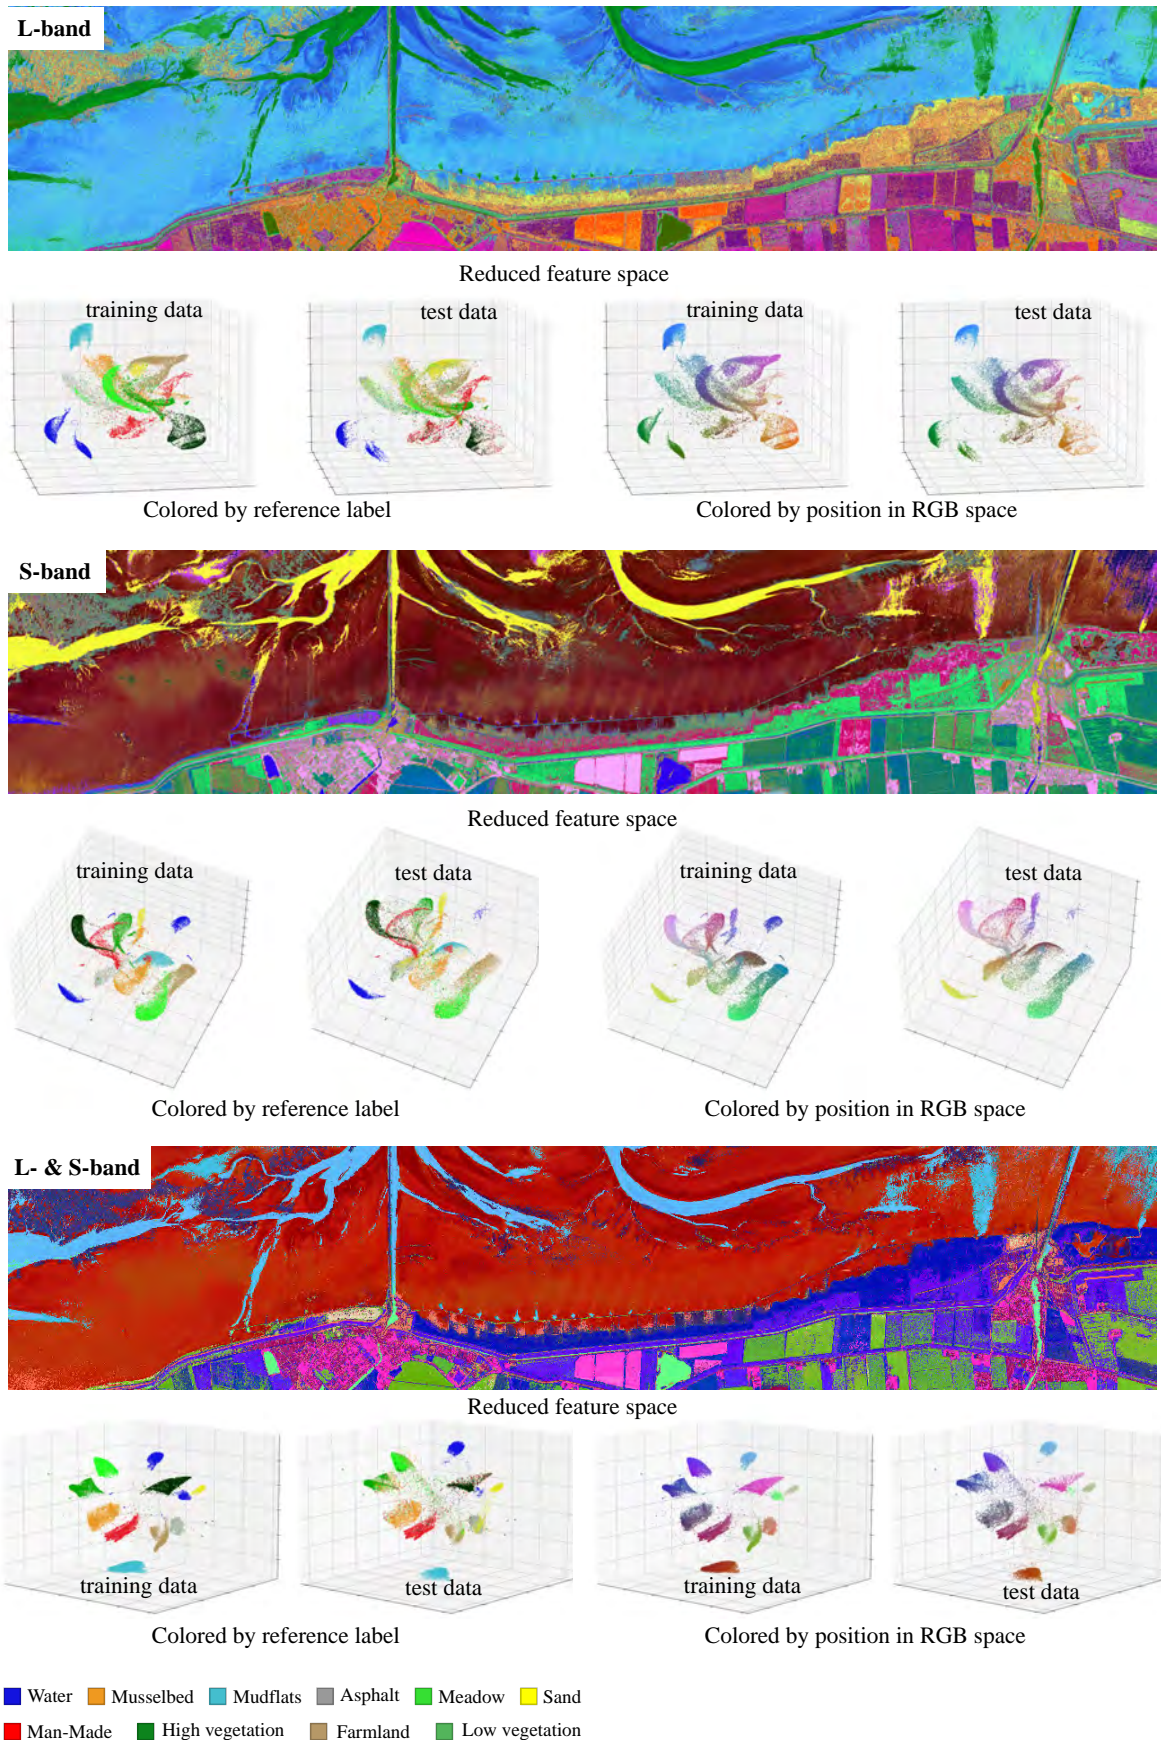 L-band
Reduced feature space
training data test data training data test data
Colored by reference label Colored by position in RGB space
S-band
Reduced feature space
training data test data training data test data
Colored by reference label Colored by position in RGB space
L- & S-band
Reduced feature space
training data test data training data test data
Colored by reference label Colored by position in RGB space
Water Musselbed Mudflats Asphalt Meadow Sand
Man-Made High vegetation Farmland Low vegetation